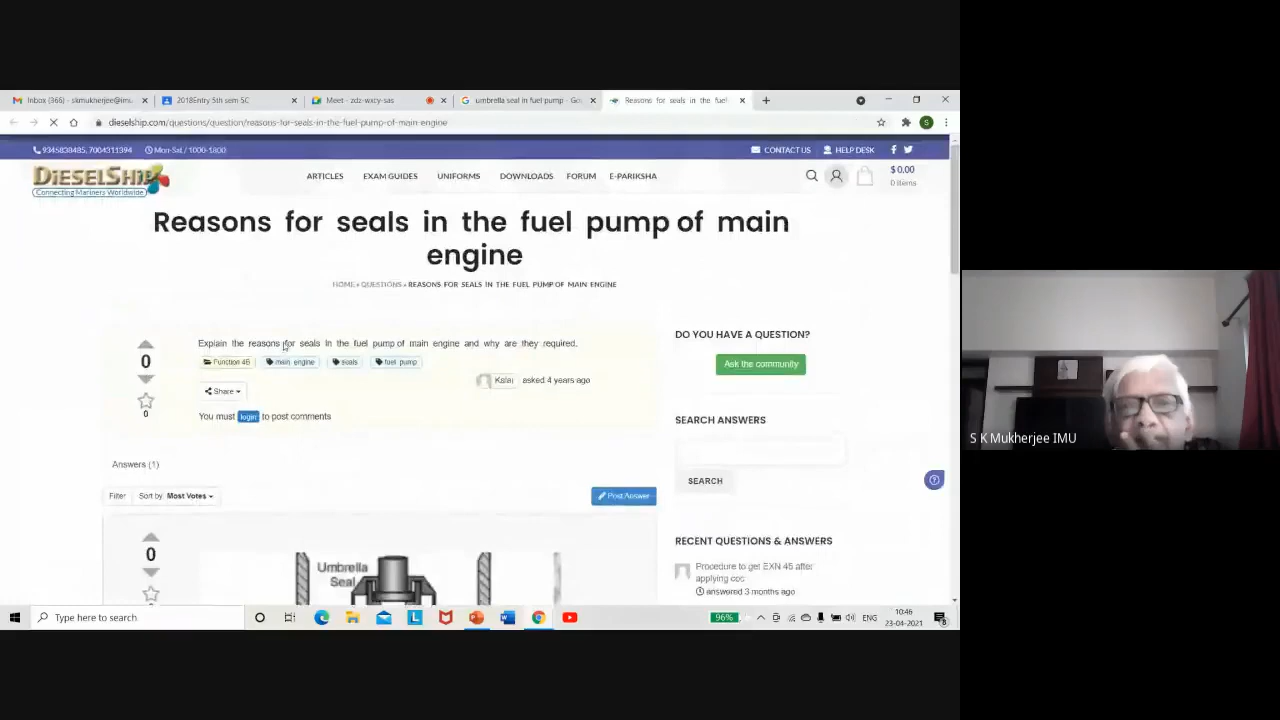 Inbox (366) - skmukherjee@imu.
2018Entry 5th sem SC
Meet - zdz-wxty-sas
umbrella seal in fuel pump - Goo
Reasons for seals in the fuel
dieselship.com/questions/question/reasons-for-seals-in-the-fuel-pump-of-main-engine
9345838485, 7004311394
Mon-Sat / 1000-1800
CONTACT US
HELP DESK
DIESELSHIP
Connecting Mariners Worldwide
ARTICLES
EXAM GUIDES
UNIFORMS
DOWNLOADS
FORUM
E-PARIKSHA
$ 0.00
0 items
Reasons for seals in the fuel pump of main
engine
HOME » QUESTIONS » REASONS FOR SEALS IN THE FUEL PUMP OF MAIN ENGINE
0
Explain the reasons for seals in the fuel pump of main engine and why are they required.
Function 4B
main engine
seals
fuel pump
asked 4 years ago
Share
0
You must login to post comments
Answers (1)
Filter
Sort by Most Votes
Post Answer
0
Umbrella
Seal
DO YOU HAVE A QUESTION?
Ask the community
SEARCH ANSWERS
SEARCH
RECENT QUESTIONS & ANSWERS
Procedure to get EXN 45 after
applying coc
answered 3 months ago
S K Mukherjee IMU
Type here to search
96%
ENG
10:46
23-04-2021